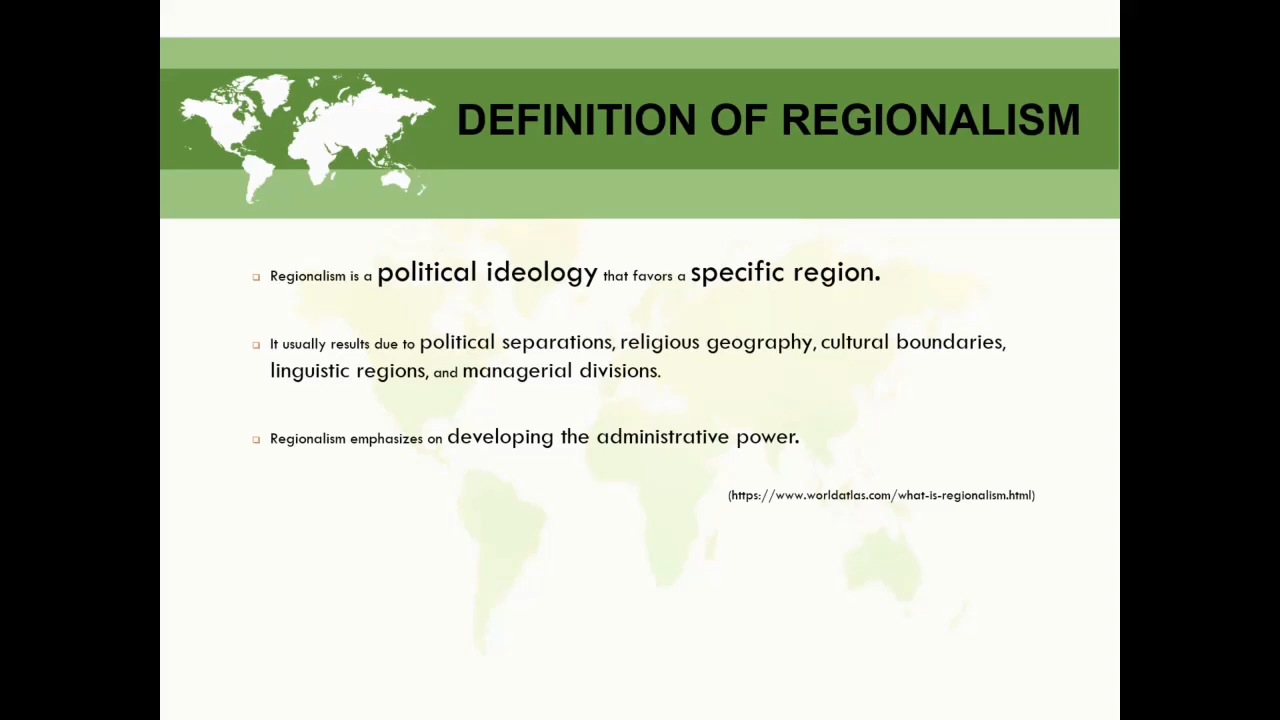 DEFINITION OF REGIONALISM
Regionalism is a political ideology that favors a specific region.
It usually results due to political separations, religious geography, cultural boundaries,
linguistic regions, and managerial divisions.
Regionalism emphasizes on developing the administrative power.
(https://www.worldatlas.com/what-is-regionalism.html)